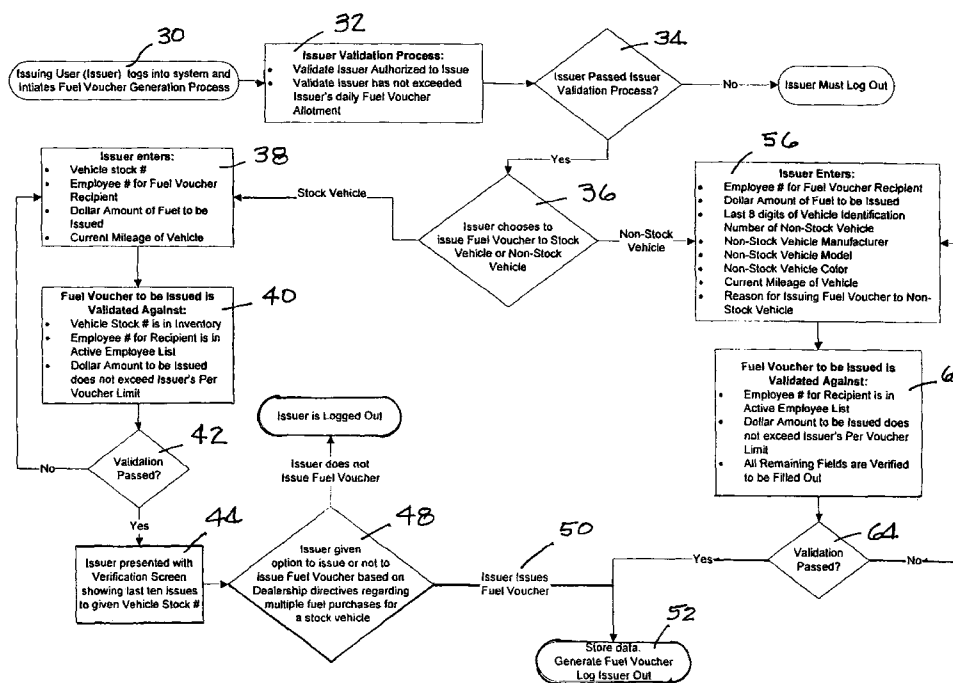 30
Issuing User (Issuer) logs into system and
Intiates Fuel Voucher Generation Process
32
Issuer Validation Process:
• Validate Issuer Authorized to Issue
• Validate Issuer has not exceeded
Issuer's daily Fuel Voucher
Allotment
34
Issuer Passed Issuer
Validation Process?
No
Issuer Must Log Out
Yes
36
Issuer chooses to
issue Fuel Voucher to Stock
Vehicle or Non-Stock
Vehicle
Stock Vehicle
Non-Stock
Vehicle
38
Issuer enters:
• Vehicle stock #
• Employee # for Fuel Voucher
Recipient
• Dollar Amount of Fuel to be
Issued
• Current Mileage of Vehicle
56
Issuer Enters:
• Employee # for Fuel Voucher Recipient
• Dollar Amount of Fuel to be Issued
• Last 8 digits of Vehicle Identification
Number of Non-Stock Vehicle
• Non-Stock Vehicle Manufacturer
• Non-Stock Vehicle Model
• Non-Stock Vehicle Color
• Current Mileage of Vehicle
• Reason for Issuing Fuel Voucher to Non-
Stock Vehicle
40
Fuel Voucher to be Issued is
Validated Against:
• Vehicle Stock # is in Inventory
• Employee # for Recipient is in
Active Employee List
• Dollar Amount to be Issued
does not exceed Issuer's Per
Voucher Limit
42
Validation
Passed?
No
Yes
44
Issuer presented with
Verification Screen
showing last ten issues
to given Vehicle Stock #
Issuer is Logged Out
Issuer does not
Issue Fuel Voucher
48
Issuer given
option to issue or not to
issue Fuel Voucher based on
Dealership directives regarding
multiple fuel purchases for
a stock vehicle
50
Issuer Issues
Fuel Voucher
Fuel Voucher to be Issued is
Validated Against:
• Employee # for Recipient is in
Active Employee List
• Dollar Amount to be Issued does
not exceed Issuer's Per Voucher
Limit
• All Remaining Fields are Verified
to be Filled Out
64
Validation
Passed?
Yes
No
52
Store data.
Generate Fuel Voucher
Log Issuer Out